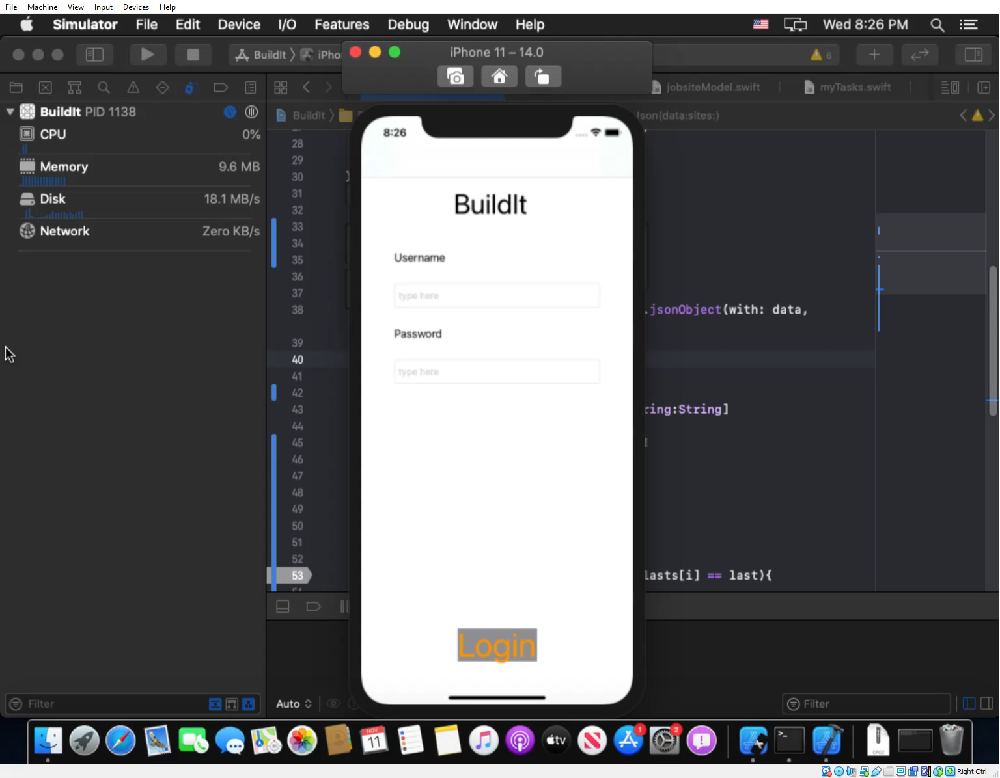 File Machine View Input Devices Help
Simulator File Edit Device I/O Features Debug Window Help Wed 8:26 PM
BuildIt iPho
iPhone 11 – 14.0
6
jobsiteModel.swift myTasks.swift
BuildIt PID 1138
BuildIt
Json(data:sites:)
CPU 0%
Memory 9.6 MB
Disk 18.1 MB/s
Network Zero KB/s
8:26
BuildIt
Username
type here
Password
type here
Login
28
29
30
31
32
33
34
35
36
37
38 .jsonObject(with: data,
39
40
41
42
43 ring:String]
44
45 !
46
47
48
49
50
51
52
53 lasts[i] == last){
Filter
Auto
Filter
NOV
11
tv
1
2
CPGZ
Right Ctrl